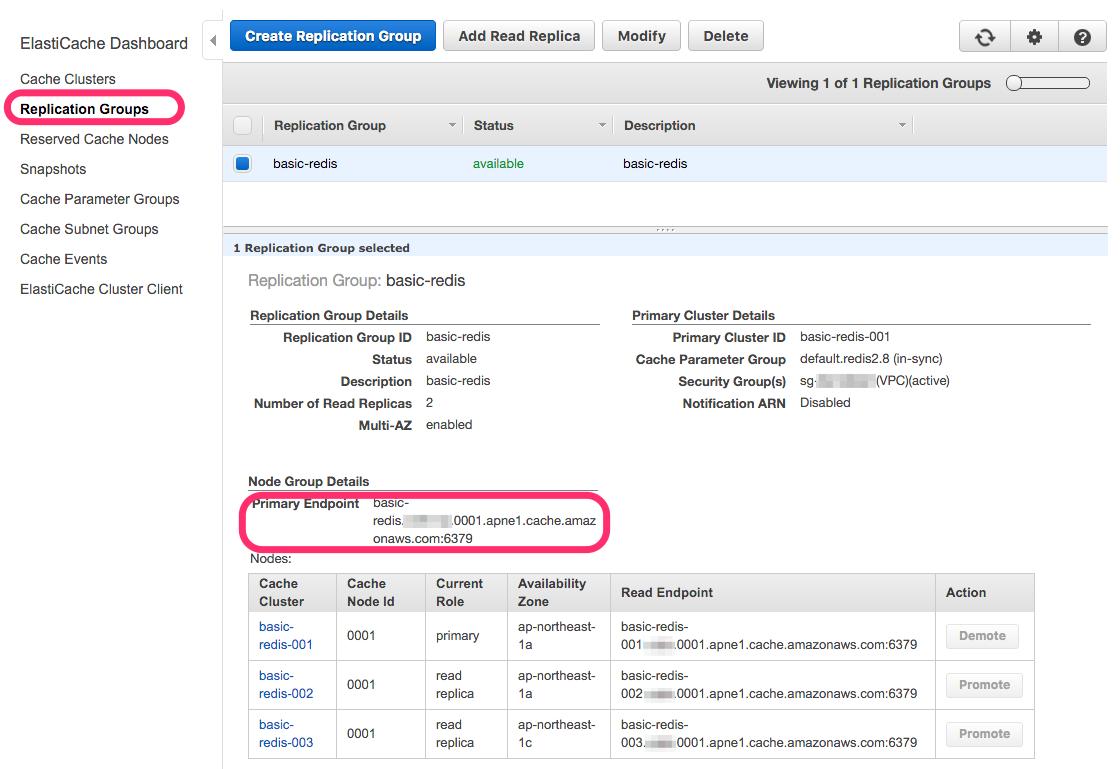 ElastiCache Dashboard
Cache Clusters
Replication Groups
Reserved Cache Nodes
Snapshots
Cache Parameter Groups
Cache Subnet Groups
Cache Events
ElastiCache Cluster Client
Create Replication Group Add Read Replica Modify Delete
Viewing 1 of 1 Replication Groups
Replication Group Status Description
basic-redis available basic-redis
1 Replication Group selected
Replication Group: basic-redis
Replication Group Details
Replication Group ID basic-redis
Status available
Description basic-redis
Number of Read Replicas 2
Multi-AZ enabled
Primary Cluster Details
Primary Cluster ID basic-redis-001
Cache Parameter Group default.redis2.8 (in-sync)
Security Group(s) sg- (VPC)(active)
Notification ARN Disabled
Node Group Details
Primary Endpoint basic-
redis. .0001.apne1.cache.amaz
onaws.com:6379
Nodes:
Cache Cache Current Availability
Cluster Node Id Role Zone Read Endpoint Action
basic- ap-northeast- basic-redis-
redis-001 0001 primary 1a 001 .0001.apne1.cache.amazonaws.com:6379 Demote
basic- read ap-northeast- basic-redis-
redis-002 0001 replica 1a 002 .0001.apne1.cache.amazonaws.com:6379 Promote
basic- read ap-northeast- basic-redis-
redis-003 0001 replica 1c 003. 0001.apne1.cache.amazonaws.com:6379 Promote